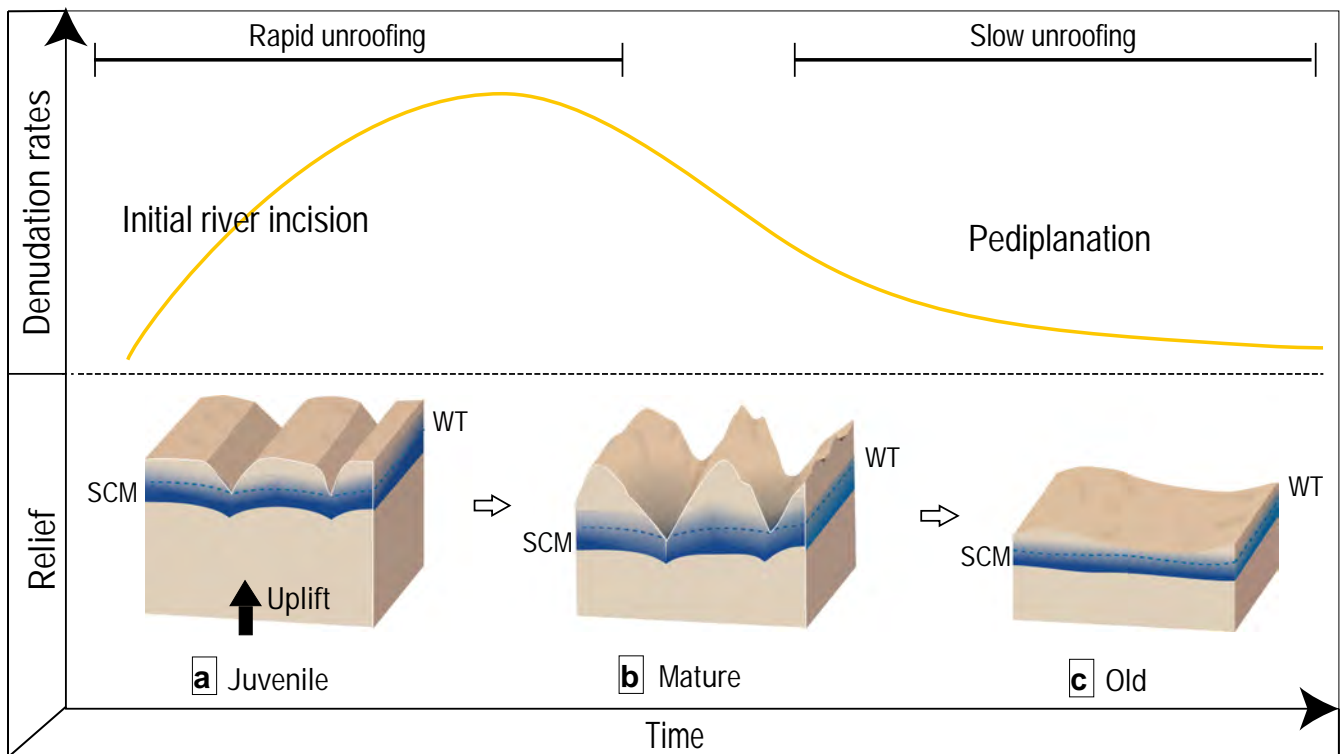 Rapid unroofing
Slow unroofing
Denudation rates
Initial river incision
Pediplanation
Relief
WT
SCM
Uplift
WT
SCM
WT
SCM
a Juvenile
b Mature
c Old
Time